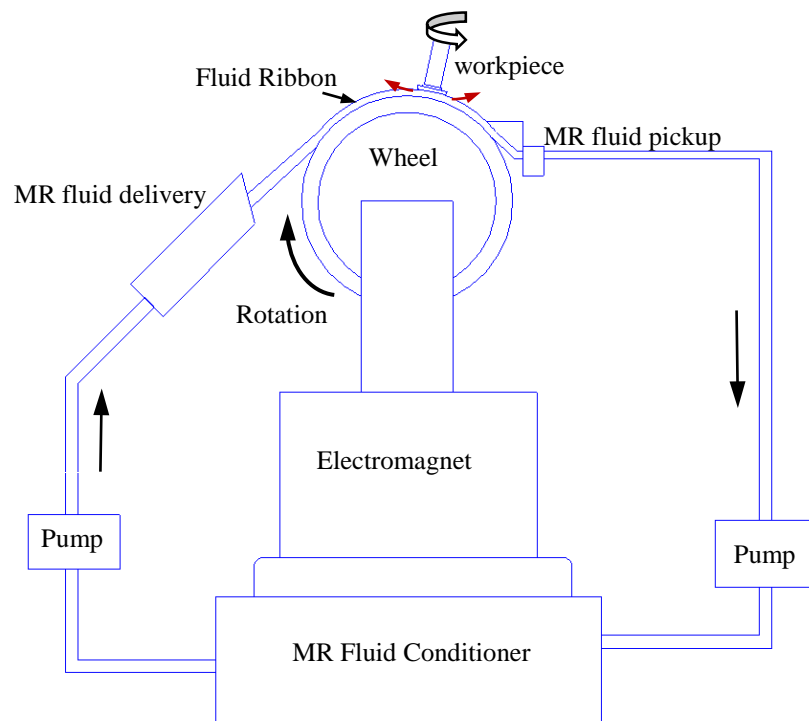 workpiece
Fluid Ribbon
MR fluid pickup
Wheel
MR fluid delivery
Rotation
Electromagnet
Pump
Pump
MR Fluid Conditioner